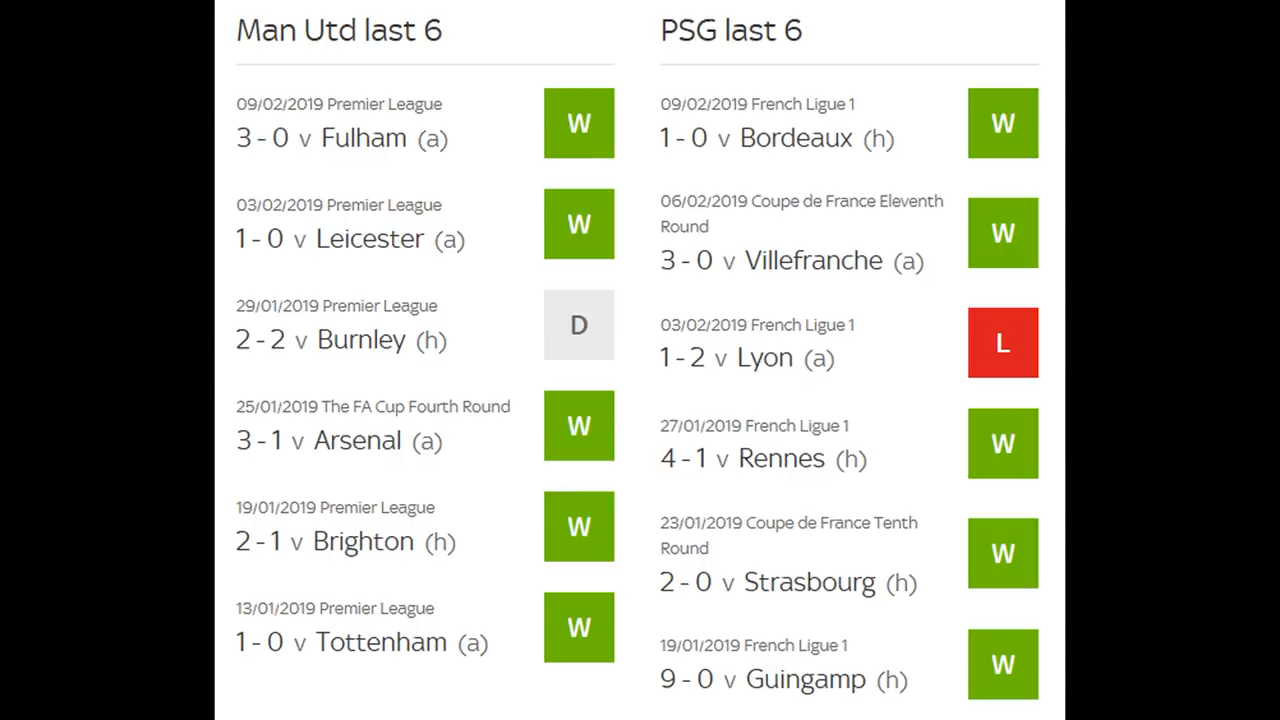 Man Utd last 6
09/02/2019 Premier League
3 - 0 v Fulham (a)
W
03/02/2019 Premier League
1 - 0 v Leicester (a)
W
29/01/2019 Premier League
2 - 2 v Burnley (h)
D
25/01/2019 The FA Cup Fourth Round
3 - 1 v Arsenal (a)
W
19/01/2019 Premier League
2 - 1 v Brighton (h)
W
13/01/2019 Premier League
1 - 0 v Tottenham (a)
W
PSG last 6
09/02/2019 French Ligue 1
1 - 0 v Bordeaux (h)
W
06/02/2019 Coupe de France Eleventh
Round
3 - 0 v Villefranche (a)
W
03/02/2019 French Ligue 1
1 - 2 v Lyon (a)
L
27/01/2019 French Ligue 1
4 - 1 v Rennes (h)
W
23/01/2019 Coupe de France Tenth
Round
2 - 0 v Strasbourg (h)
W
19/01/2019 French Ligue 1
9 - 0 v Guingamp (h)
W